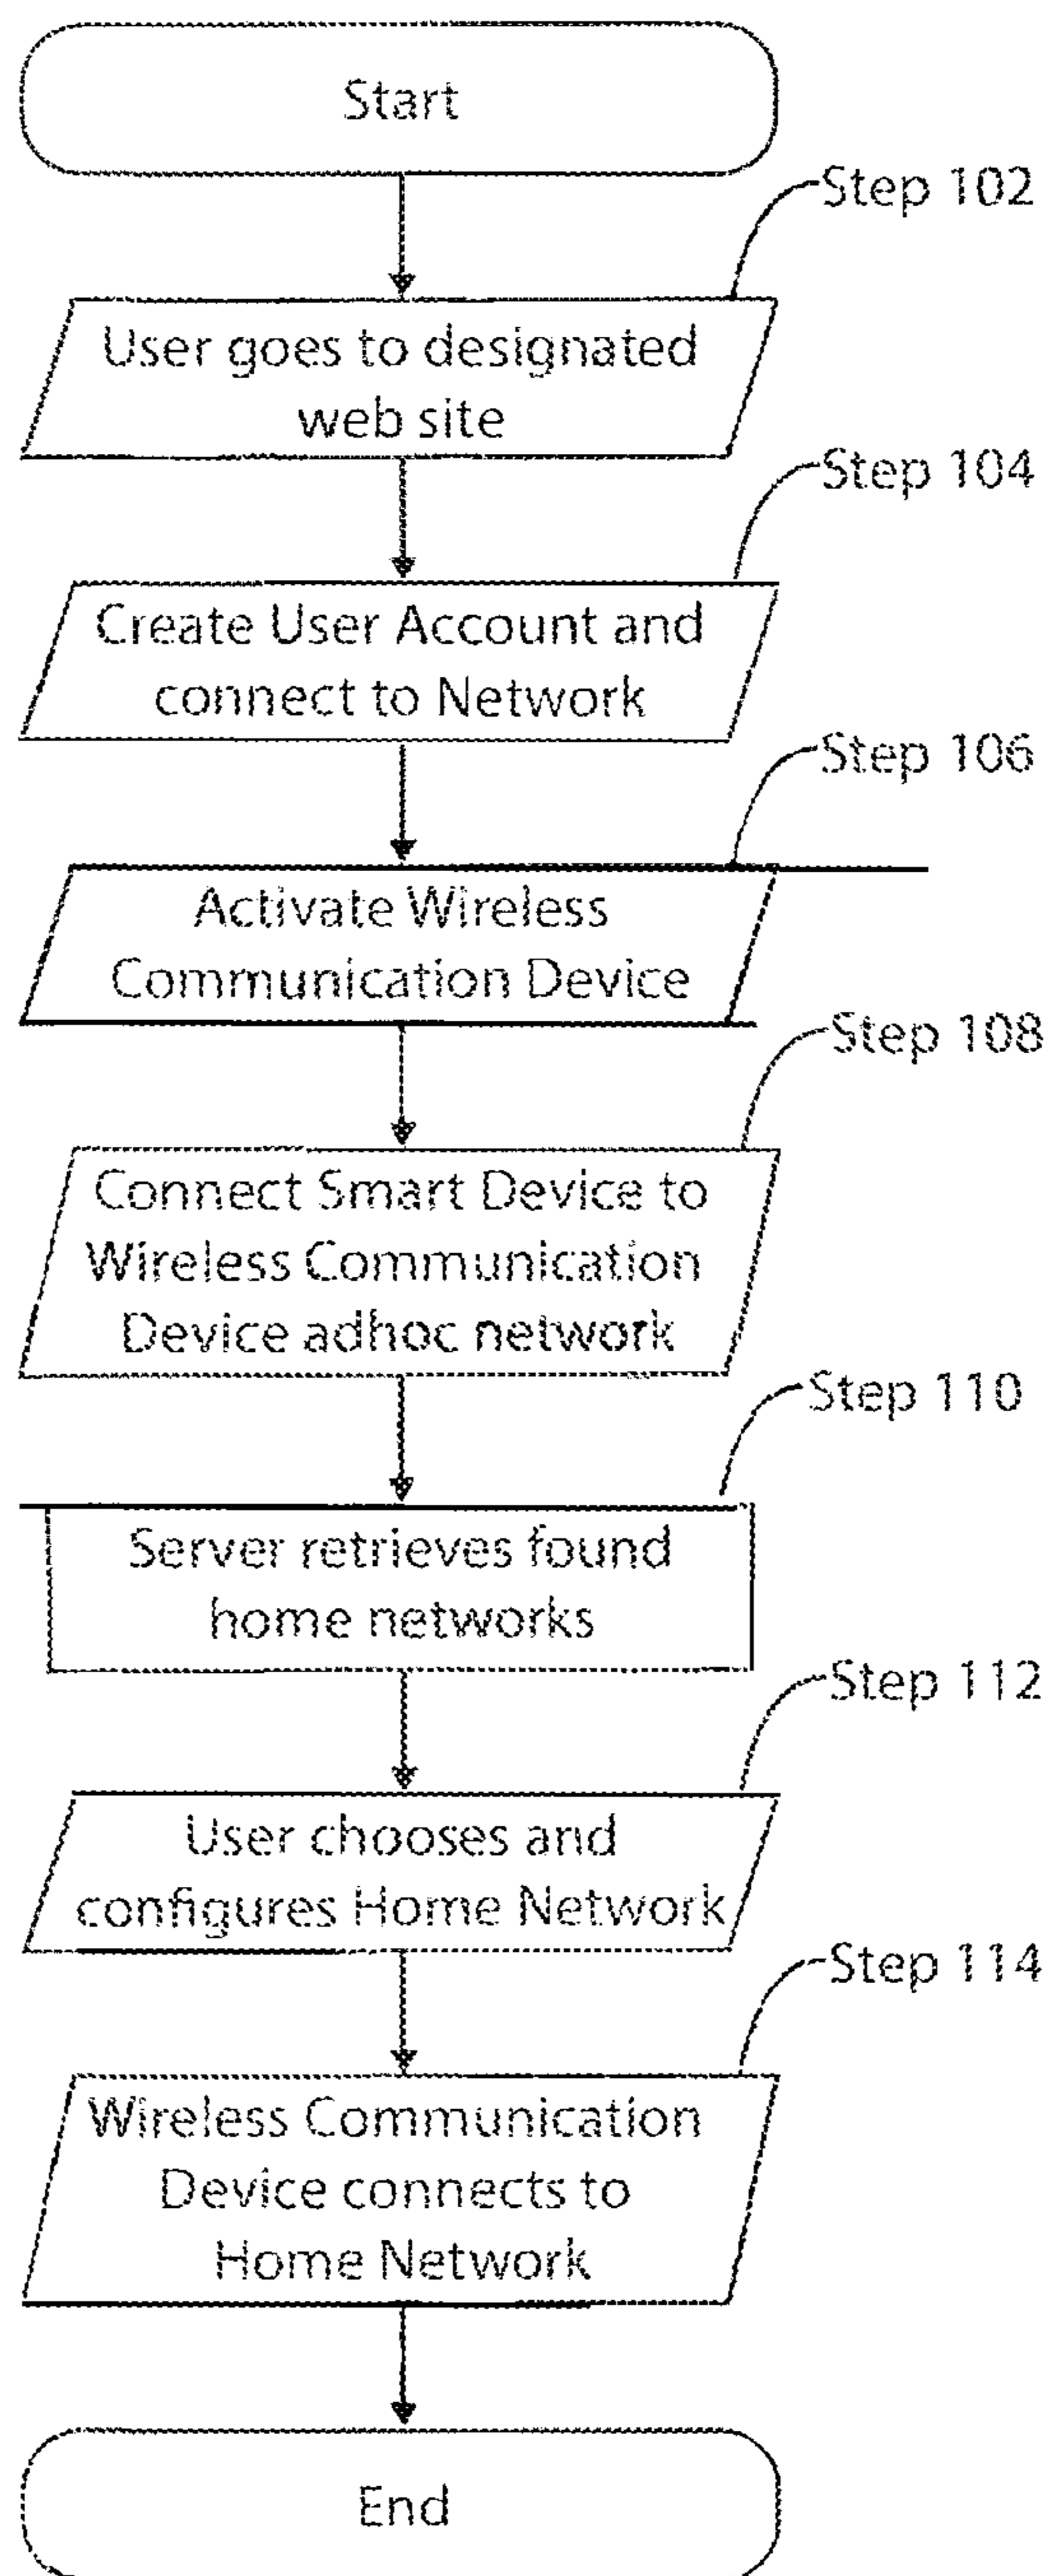 Start
Step 102
User goes to designated
web site
Step 104
Create User Account and
connect to Network
Step 106
Activate Wireless
Communication Device
Step 108
Connect Smart Device to
Wireless Communication
Device adhoc network
Step 110
Server retrieves found
home networks
Step 112
User chooses and
configures Home Network
Step 114
Wireless Communication
Device connects to
Home Network
End